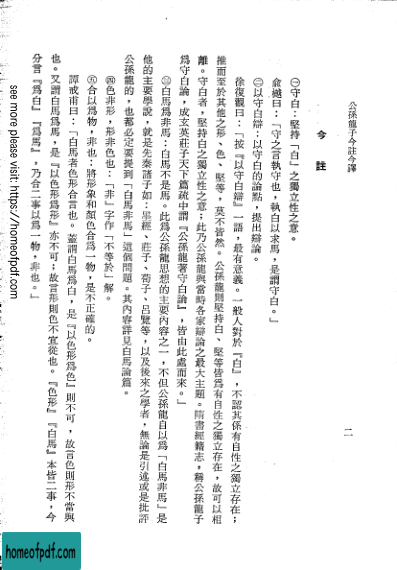 公孫龍子今註今譯
二
今註
㊀守白：堅持「白」之獨立性之意。
俞樾曰：「守之言執守也，執白以求馬，是謂守白。」
㊁以守白辯：以守白的論點，提出辯論。
徐復觀曰：「按『以守白辯』一語，最有意義。一般人對於『白』，不認其係有自性之獨立存在；
推而至於其他之形、色、堅等，莫不皆然。公孫龍則堅持白、堅等皆爲有自性之獨立存在，故可以相
離。守白者，堅持白之獨立性之意；此乃公孫龍與當時各家辯論之最大主題。隋書經籍志，稱公孫龍子
爲守白論，成玄英莊子天下篇疏中謂『公孫龍著守白論』，皆由此處而來。」
㊂白馬爲非馬：白馬不是馬。此爲公孫龍思想的主要內容之一，不但公孫龍自以爲「白馬非馬」是
他的主要學說，就是先秦諸子如：墨經、莊子、荀子、呂覽等，以及後來之學者，無論是引述或是批評
公孫龍的，也都必定要提到「白馬非馬」這個問題。其內容詳見白馬論篇。
㊃色非形，形非色也：「非」字作「不等於」解。
㊄合以爲物，非也：將形象和顏色合爲一物，是不正確的。
譚戒甫曰：「白馬者色形合言也。蓋謂白馬爲白，是『以色形爲色』則不可，故言色則形不當與
也。又謂白馬爲馬，是『以色形爲形』亦不可；故言形則色不宜從也。『色形』『白馬』本皆二事，今
分言『爲白』『爲馬』，乃合二事以爲一物，非也。」
see more please visit: https://homeofpdf.com
homeofpdf.com